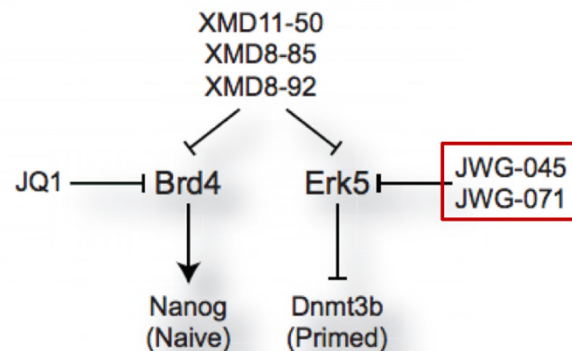 XMD11-50
XMD8-85
XMD8-92
JQ1
Brd4
Erk5
JWG-045
JWG-071
Nanog
(Naive)
Dnmt3b
(Primed)